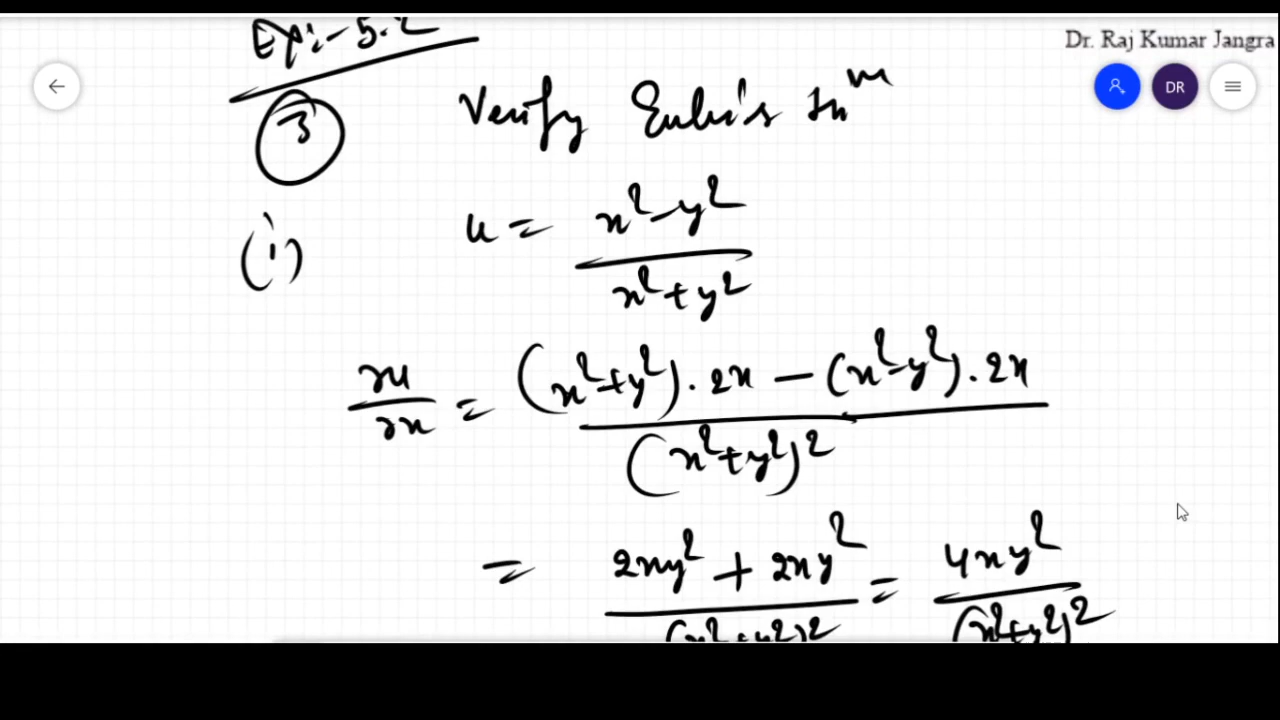 Dr. Raj Kumar Jangra
DR
Ex:- 5.2
3 Verify Euler's Th^m
(i) u = (x² - y²) / (x² + y²)
∂u/∂x = ((x² + y²) . 2x - (x² - y²) . 2x) / (x² + y²)²
= (2xy² + 2xy²) / (x² + y²)² = 4xy² / (x² + y²)²